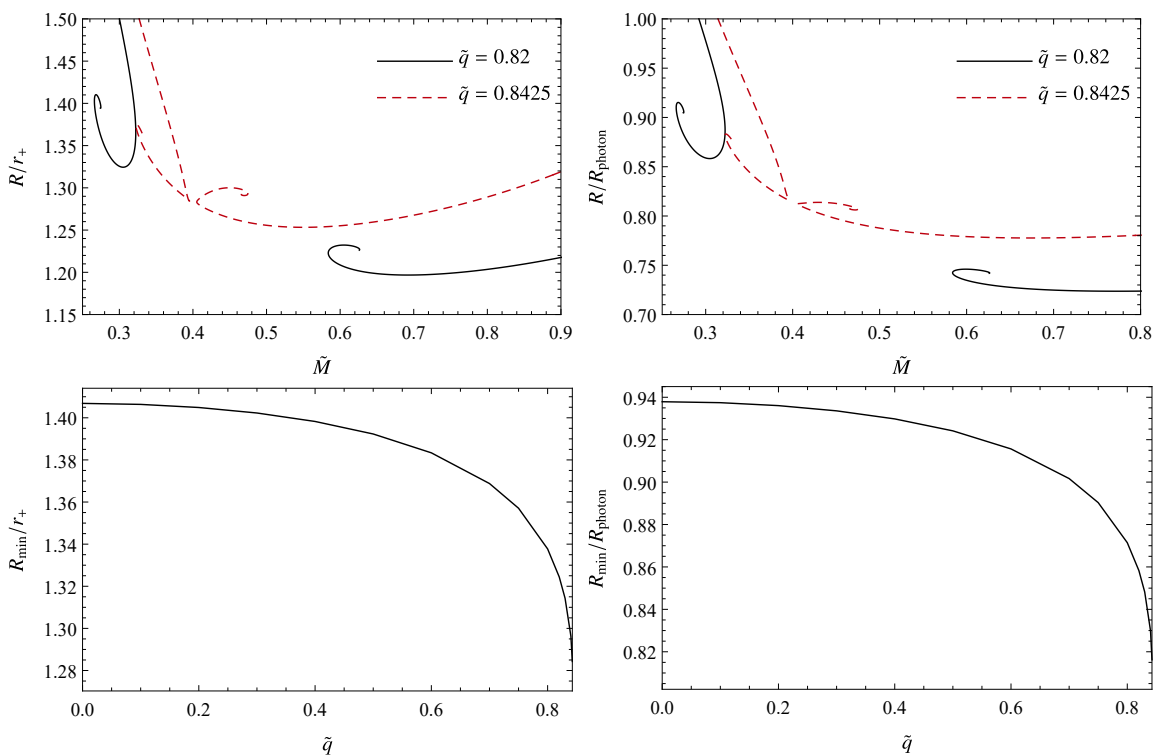 1.50
1.45
1.40
1.35
1.30
1.25
1.20
1.15
R/r₊
0.3 0.4 0.5 0.6 0.7 0.8 0.9
M̃
q̃ = 0.82
q̃ = 0.8425
1.00
0.95
0.90
0.85
0.80
0.75
0.70
R/R_photon
0.3 0.4 0.5 0.6 0.7 0.8
M̃
q̃ = 0.82
q̃ = 0.8425
1.40
1.38
1.36
1.34
1.32
1.30
1.28
R_min/r₊
0.0 0.2 0.4 0.6 0.8
q̃
0.94
0.92
0.90
0.88
0.86
0.84
0.82
R_min/R_photon
0.0 0.2 0.4 0.6 0.8
q̃